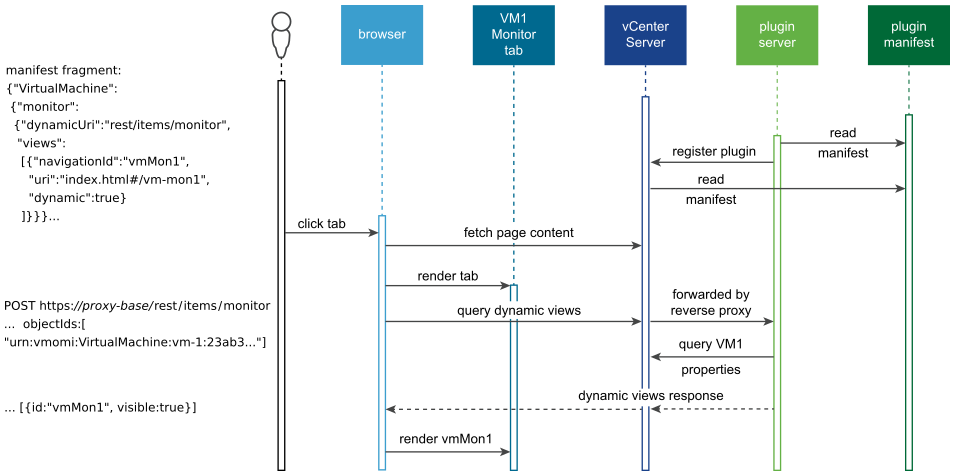 browser
VM1
Monitor
tab
vCenter
Server
plugin
server
plugin
manifest
manifest fragment:
{"VirtualMachine":
{"monitor":
{"dynamicUri":"rest/items/monitor",
"views":
[{"navigationId":"vmMon1",
"uri":"index.html#/vm-mon1",
"dynamic":true}
]}}}...
read
manifest
register plugin
read
manifest
click tab
fetch page content
render tab
POST https://proxy-base/rest/items/monitor
... objectIds:[
"urn:vmomi:VirtualMachine:vm-1:23ab3..."]
query dynamic views
forwarded by
reverse proxy
query VM1
properties
dynamic views response
... [{id:"vmMon1", visible:true}]
render vmMon1